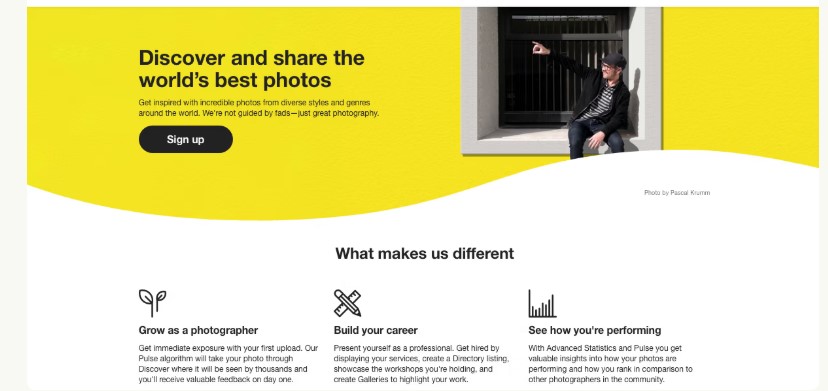 Discover and share the
world's best photos
Get inspired with incredible photos from diverse styles and genres
around the world. We're not guided by fads—just great photography.
Sign up
Photo by Pascal Krumm
What makes us different
Grow as a photographer
Get immediate exposure with your first upload. Our
Pulse algorithm will take your photo through
Discover where it will be seen by thousands and
you'll receive valuable feedback on day one.
Build your career
Present yourself as a professional. Get hired by
displaying your services, create a Directory listing,
showcase the workshops you're holding, and
create Galleries to highlight your work.
See how you're performing
With Advanced Statistics and Pulse you get
valuable insights into how your photos are
performing and how you rank in comparison to
other photographers in the community.